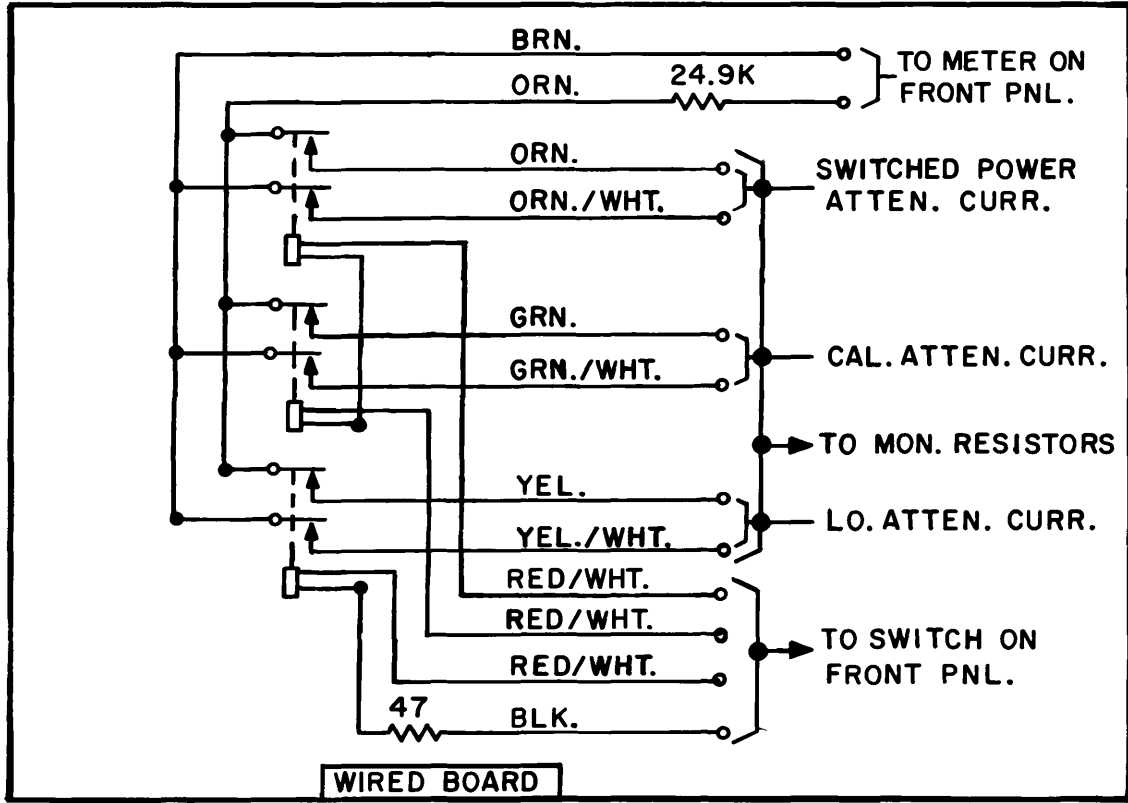 BRN.
TO METER ON
FRONT PNL.
24.9K
ORN.
ORN.
SWITCHED POWER
ATTEN. CURR.
ORN./WHT.
GRN.
CAL. ATTEN. CURR.
GRN./WHT.
TO MON. RESISTORS
YEL.
LO. ATTEN. CURR.
YEL./WHT.
RED/WHT.
RED/WHT.
TO SWITCH ON
FRONT PNL.
RED/WHT.
47
BLK.
WIRED BOARD